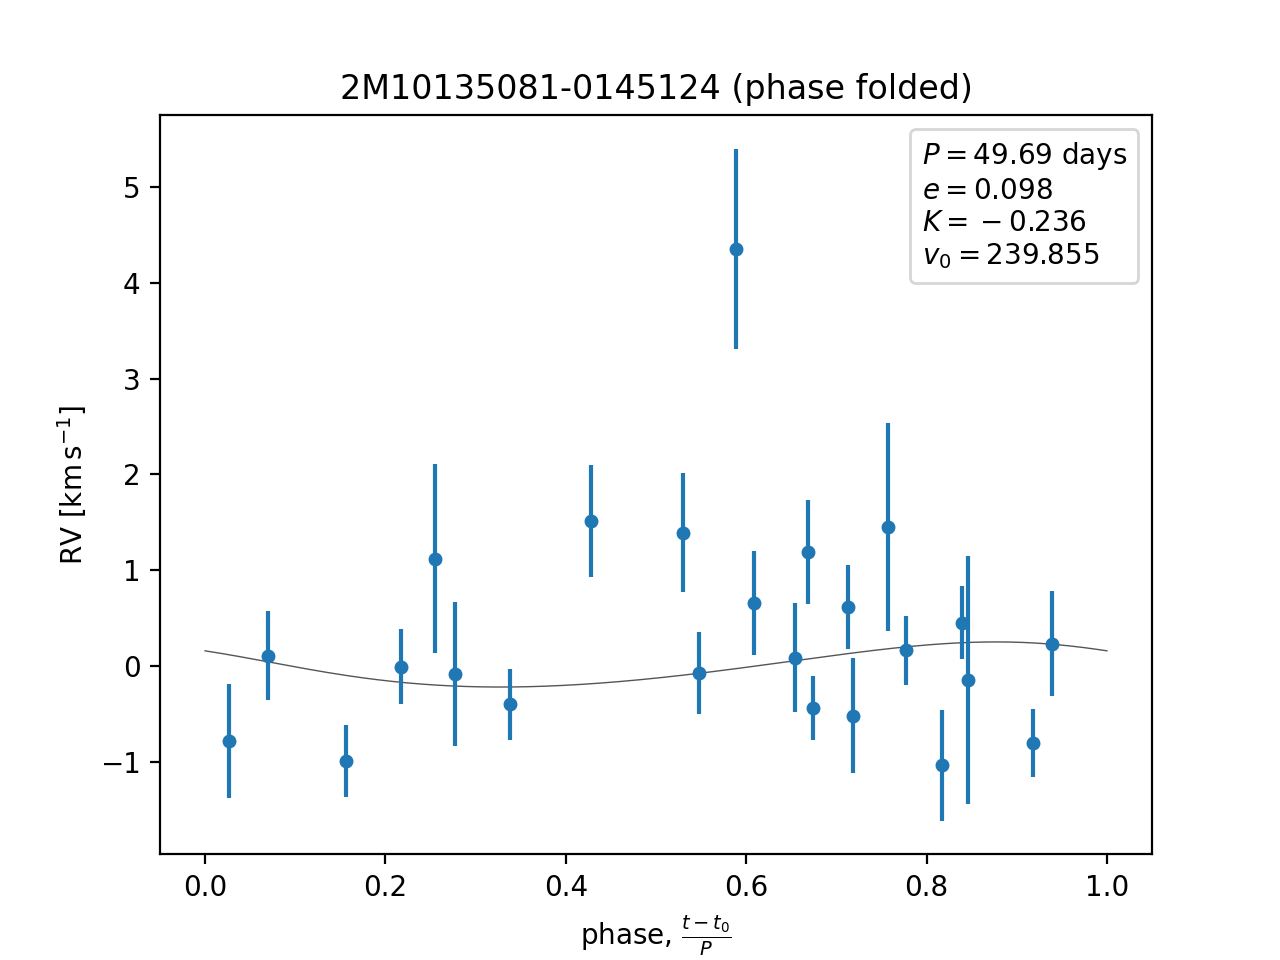 2M10135081-0145124 (phase folded)
P = 49.69 days
e = 0.098
K = −0.236
v₀ = 239.855
5
4
3
2
1
0
−1
RV [km s⁻¹]
0.0 0.2 0.4 0.6 0.8 1.0
phase, (t − t₀)/P